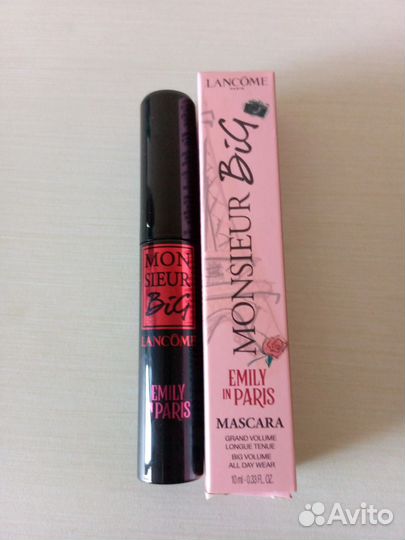 MON
SIEUR
BiG
LANCÔME
EMILY
IN PARIS
LANCÔME
PARIS
MONSIEUR BiG
EMILY
IN PARIS
MASCARA
GRAND VOLUME
LONGUE TENUE
BIG VOLUME
ALL DAY WEAR
10 ml - 0.33 FL. OZ.
Avito